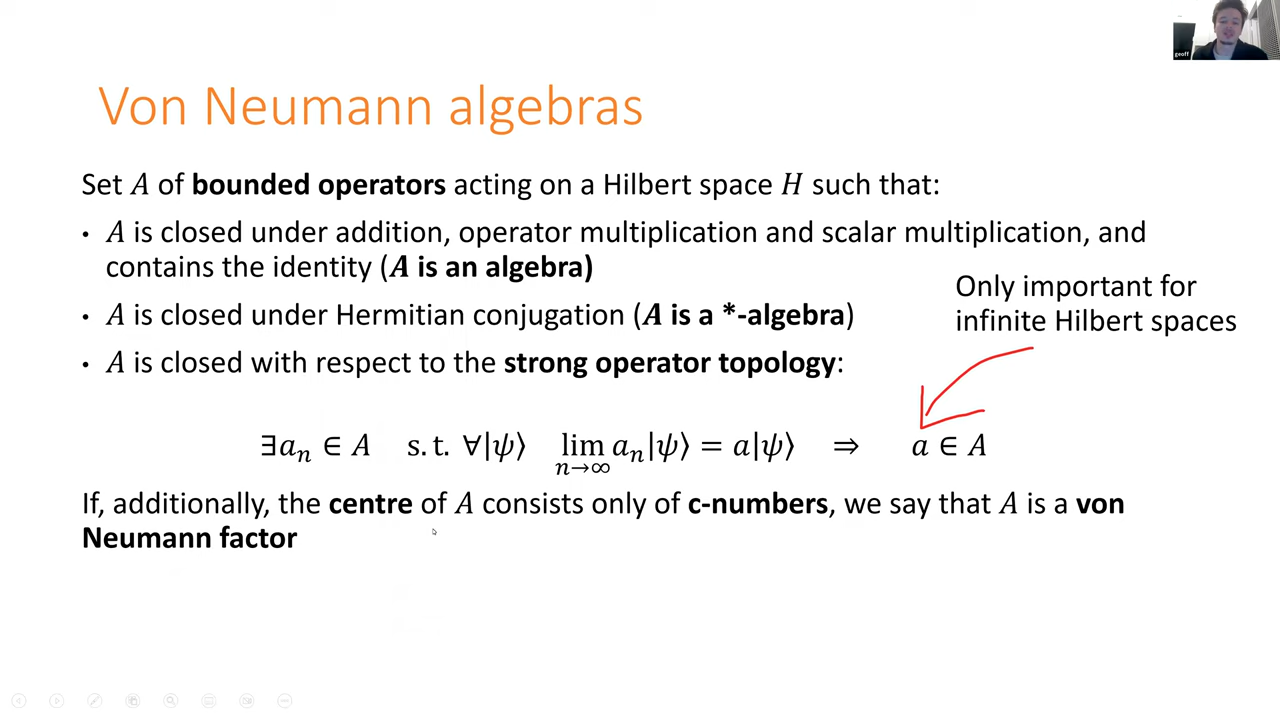 geoff
Von Neumann algebras
Set A of bounded operators acting on a Hilbert space H such that:
• A is closed under addition, operator multiplication and scalar multiplication, and
contains the identity (A is an algebra)
Only important for
infinite Hilbert spaces
• A is closed under Hermitian conjugation (A is a *-algebra)
• A is closed with respect to the strong operator topology:
∃aₙ ∈ A s.t. ∀|ψ⟩ lim_{n→∞} aₙ|ψ⟩ = a|ψ⟩ ⇒ a ∈ A
If, additionally, the centre of A consists only of c-numbers, we say that A is a von
Neumann factor